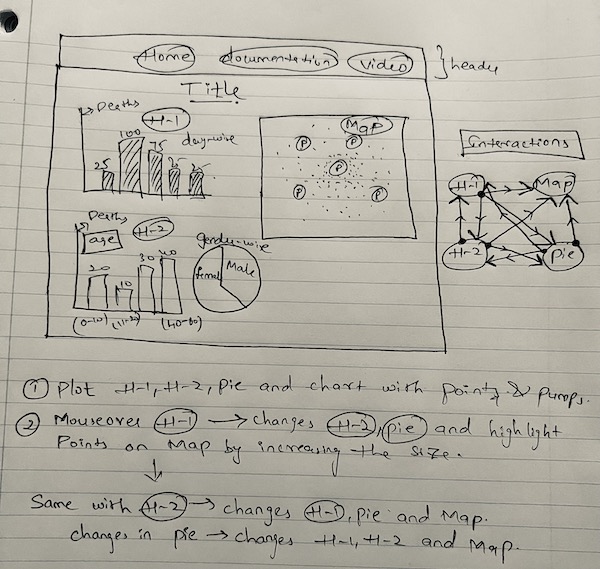 Home documentation video
header
Title
Deaths
H-1
day-wise
100
25
75
25
25
Map
P
P
P
P
P
Interactions
H-1 Map
H-2 Pie
Deaths
age
H-2
20
10
30
40
(0-10) (11-20) (40-60)
gender-wise
female Male
① Plot H-1, H-2, pie and chart with points & pumps.
② Mouseovers H-1 → changes H-2, pie and highlight
Points on Map by increasing the size.
↓
Same with H-2 → changes H-1, pie and Map.
changes in pie → changes H-1, H-2 and Map.